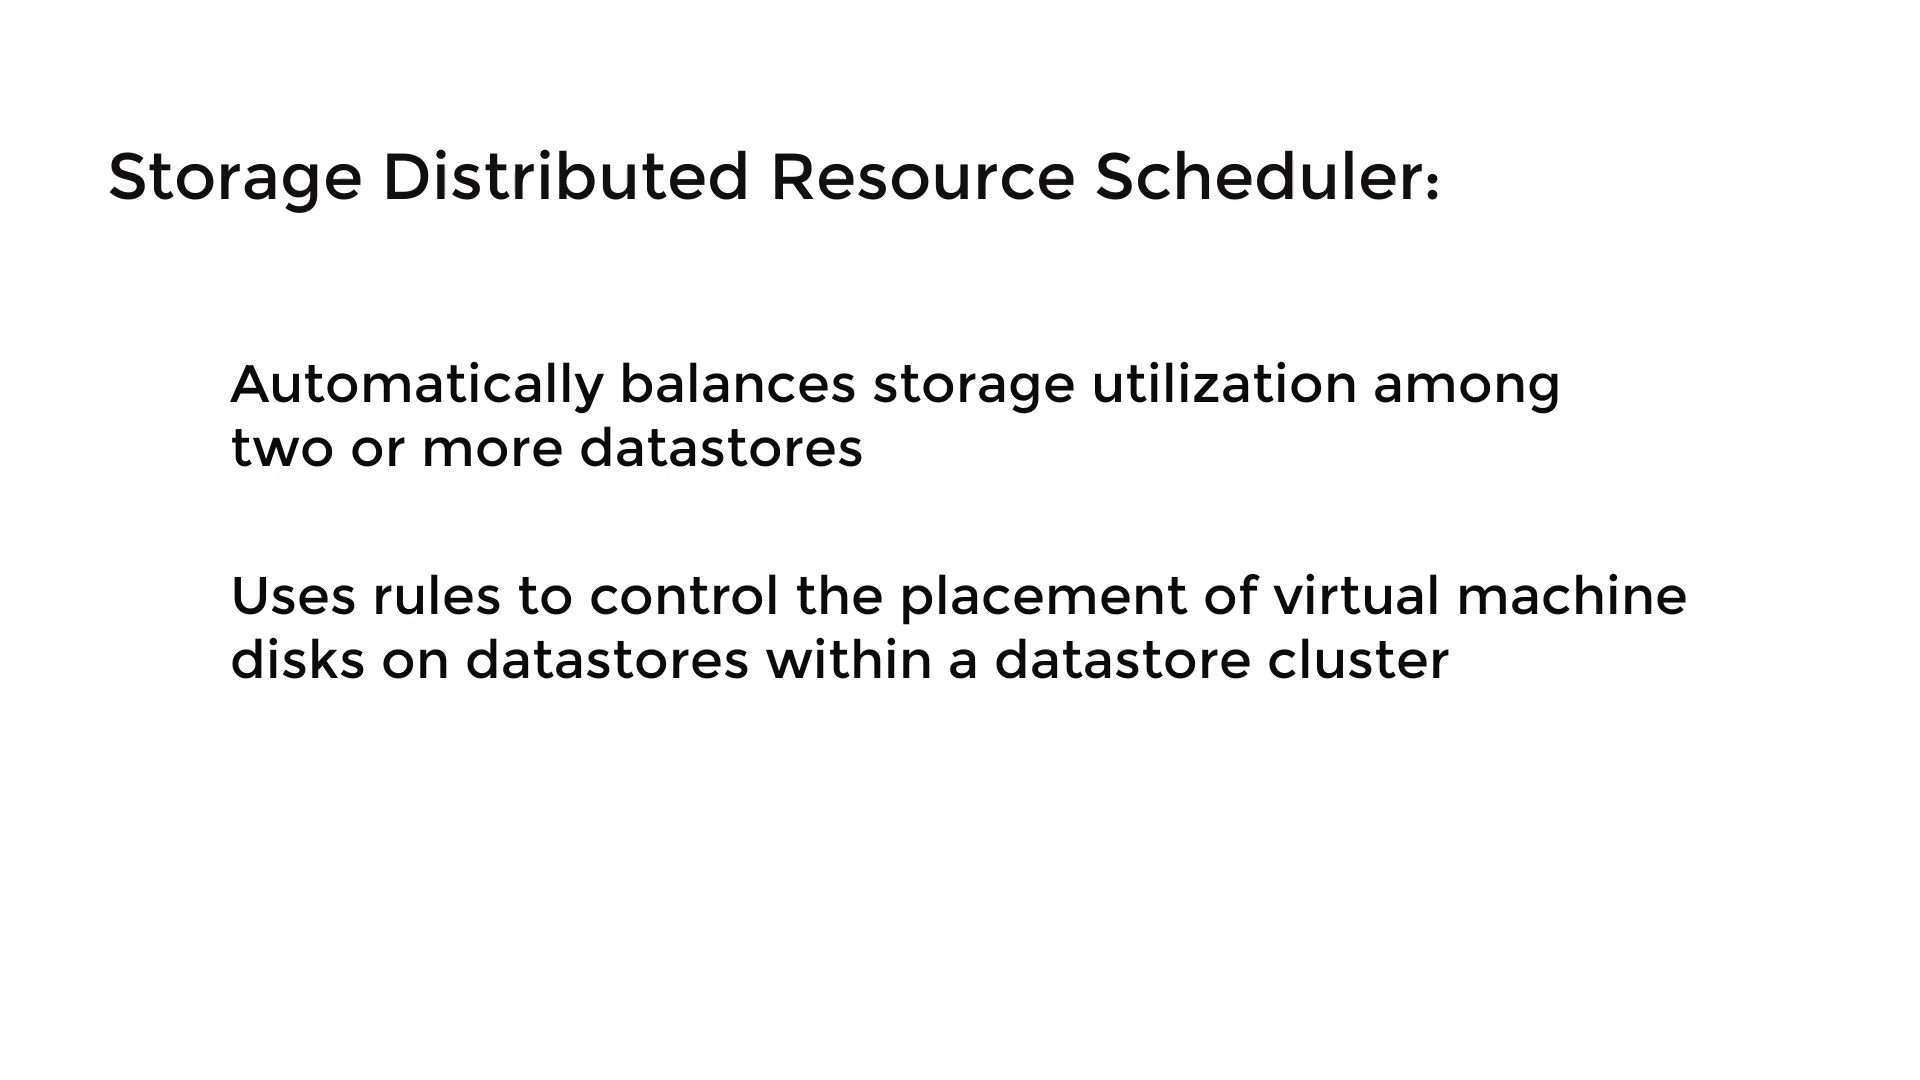 Storage Distributed Resource Scheduler:
Automatically balances storage utilization among
two or more datastores
Uses rules to control the placement of virtual machine
disks on datastores within a datastore cluster